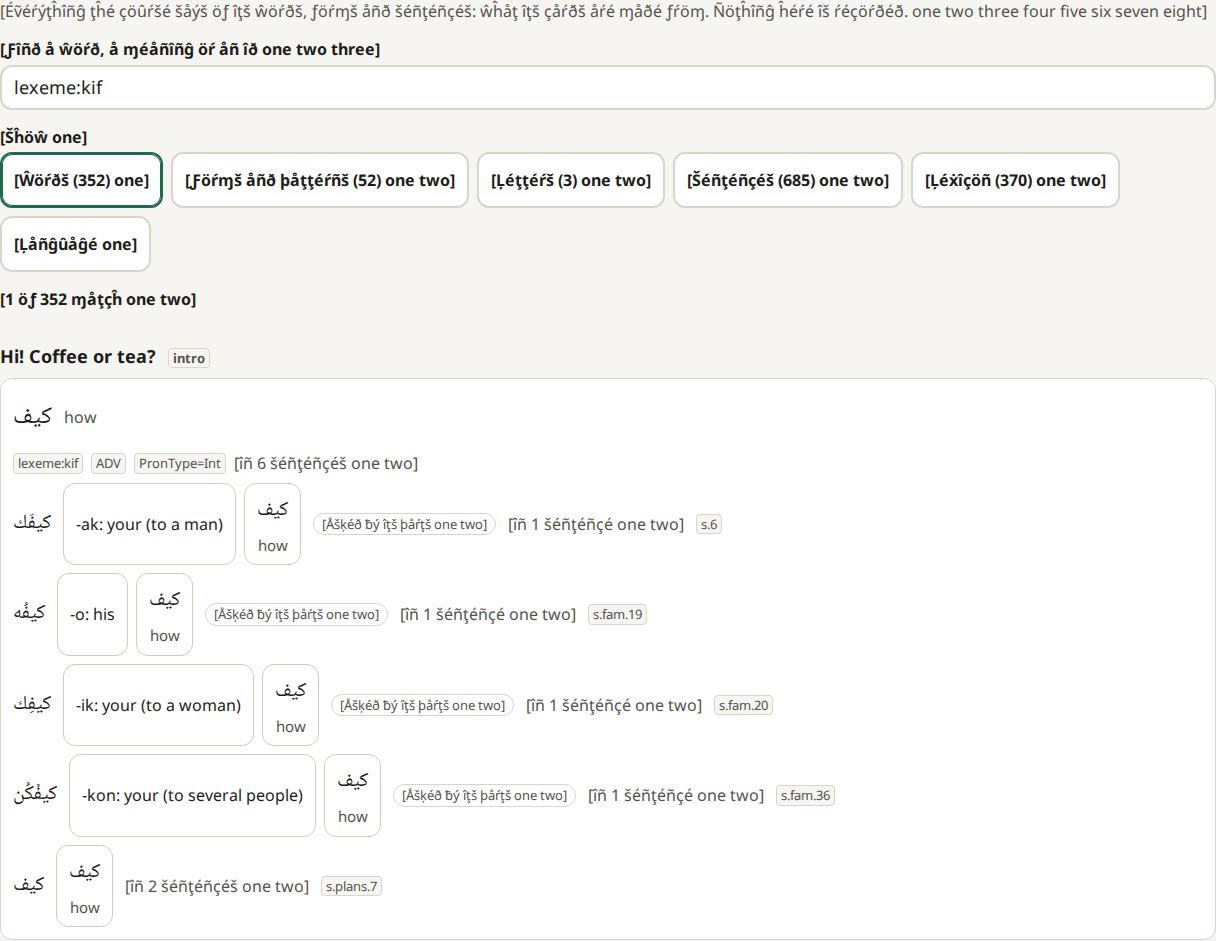 [Éṽéŕýţĥîñĝ ţĥé çöûŕšé šåýš öƒ îţš ŵöŕðš, ƒöŕɱš åñð šéñţéñçéš: ŵĥåţ îţš çåŕðš åŕé ɱåðé ƒŕöɱ. Ñöţĥîñĝ ĥéŕé îš ŕéçöŕðéð. one two three four five six seven eight]
[Ƒîñð å ŵöŕð, å ɱéåñîñĝ öŕ åñ îð one two three]
lexeme:kif
[Šĥöŵ one]
[Ŵöŕðš (352) one] [Ƒöŕɱš åñð þåţţéŕñš (52) one two] [Ļéţţéŕš (3) one two] [Šéñţéñçéš (685) one two] [Ļéẋîçöñ (370) one two]
[Ļåñĝûåĝé one]
[1 öƒ 352 ɱåţçĥ one two]
Hi! Coffee or tea? intro
كيف how
lexeme:kif ADV PronType=Int [îñ 6 šéñţéñçéš one two]
كيفَك -ak: your (to a man) كيف how [Åšķéð ƀý îţš þåŕţš one two] [îñ 1 šéñţéñçé one two] s.6
كيفُه -o: his كيف how [Åšķéð ƀý îţš þåŕţš one two] [îñ 1 šéñţéñçé one two] s.fam.19
كيفِك -ik: your (to a woman) كيف how [Åšķéð ƀý îţš þåŕţš one two] [îñ 1 šéñţéñçé one two] s.fam.20
كيفْكُن -kon: your (to several people) كيف how [Åšķéð ƀý îţš þåŕţš one two] [îñ 1 šéñţéñçé one two] s.fam.36
كيف كيف how [îñ 2 šéñţéñçéš one two] s.plans.7